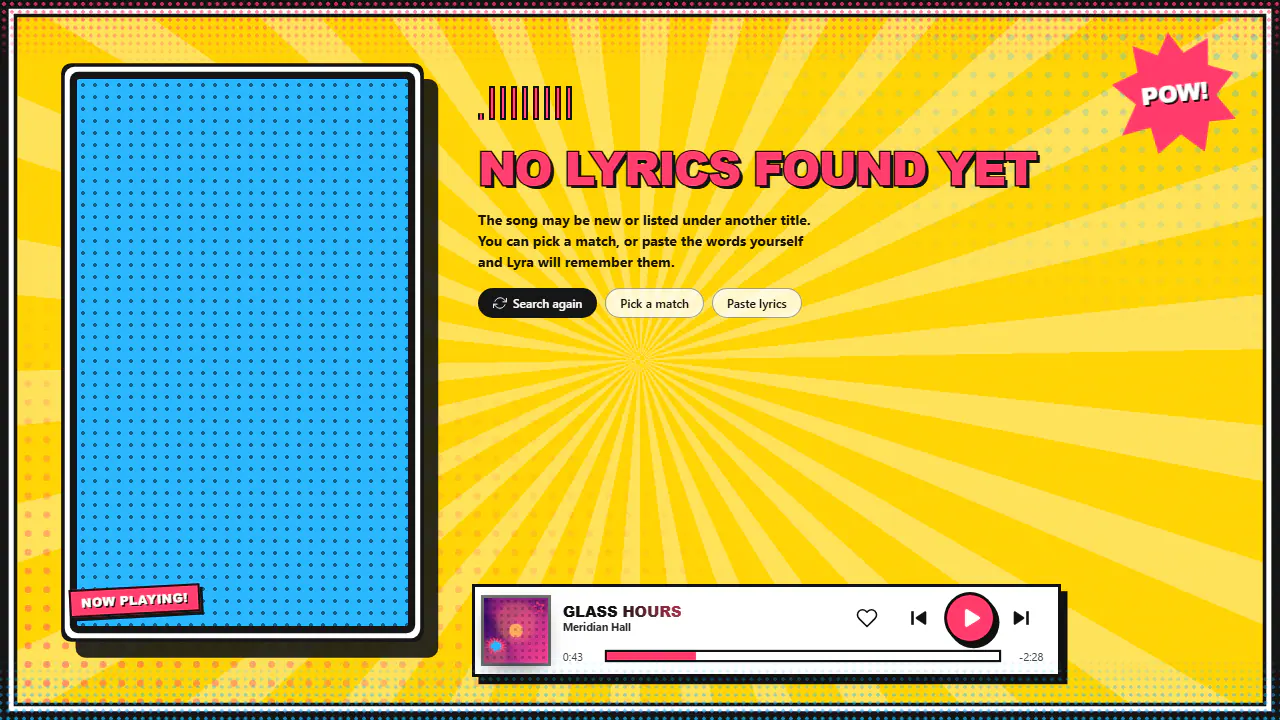 POW!
NO LYRICS FOUND YET
The song may be new or listed under another title.
You can pick a match, or paste the words yourself
and Lyra will remember them.
Search again
Pick a match
Paste lyrics
NOW PLAYING!
GLASS HOURS
Meridian Hall
0:43
-2:28